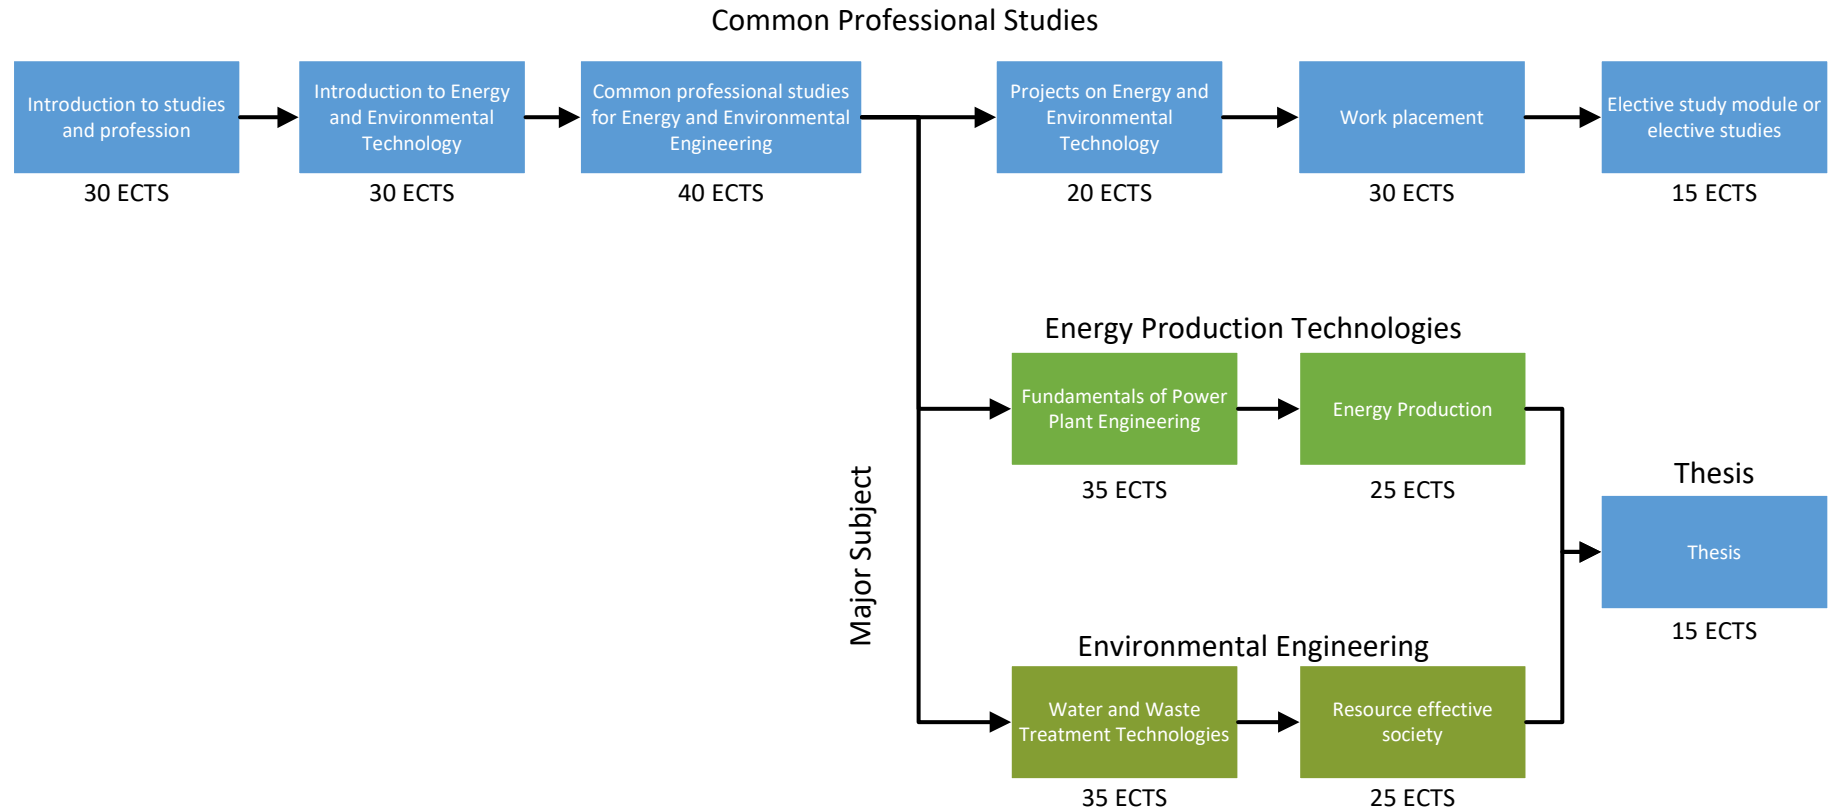 Common Professional Studies
Introduction to studies
and profession
30 ECTS
Introduction to Energy
and Environmental
Technology
30 ECTS
Common professional studies
for Energy and Environmental
Engineering
40 ECTS
Projects on Energy and
Environmental
Technology
20 ECTS
Work placement
30 ECTS
Elective study module or
elective studies
15 ECTS
Major Subject
Energy Production Technologies
Fundamentals of Power
Plant Engineering
35 ECTS
Energy Production
25 ECTS
Environmental Engineering
Water and Waste
Treatment Technologies
35 ECTS
Resource effective
society
25 ECTS
Thesis
Thesis
15 ECTS